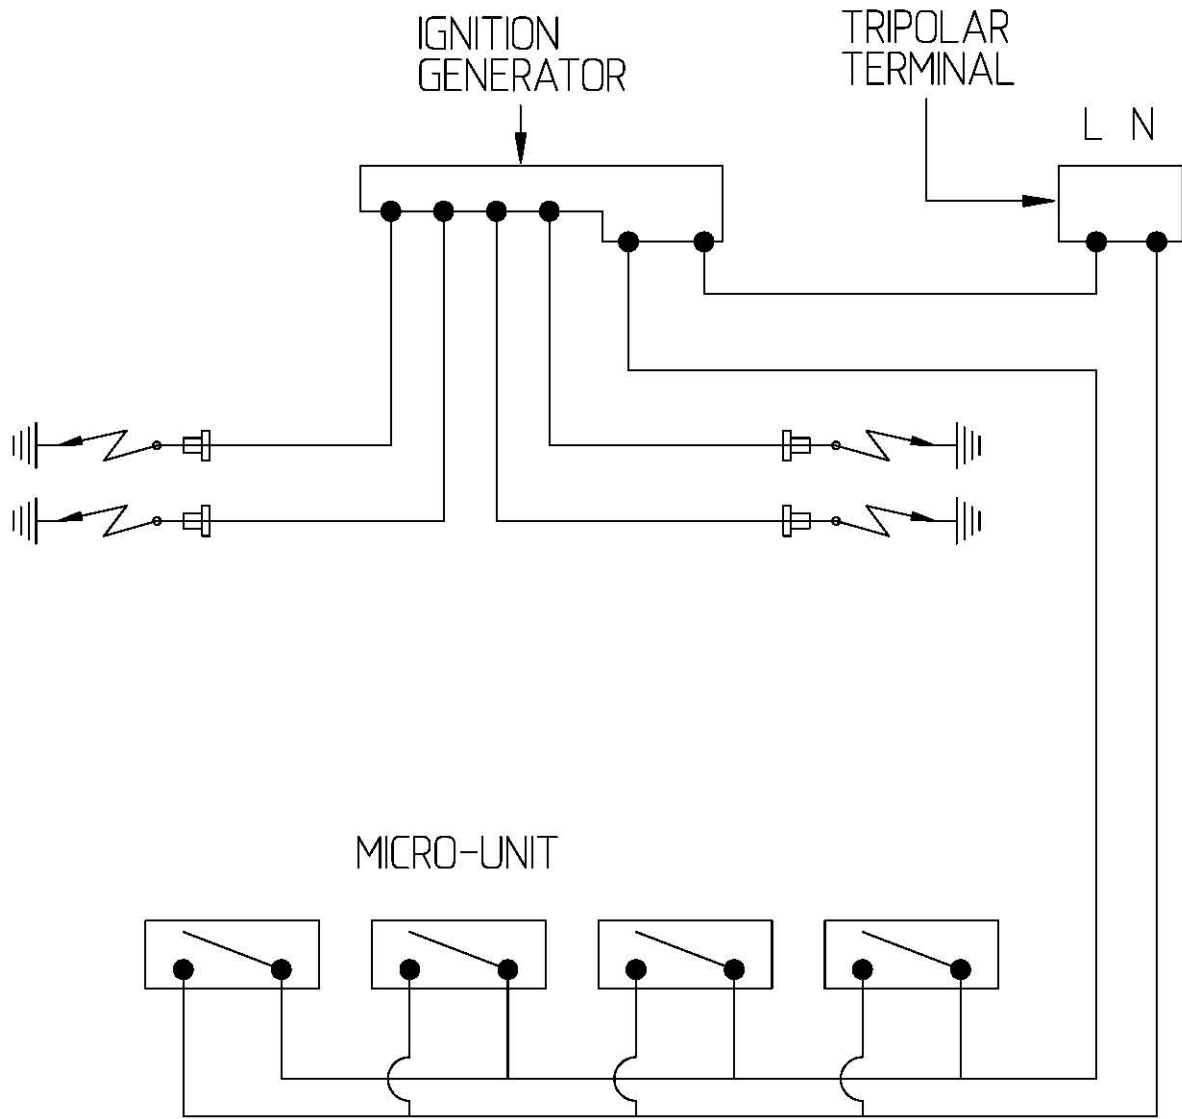 IGNITION
GENERATOR
TRIPOLAR
TERMINAL
L N
MICRO-UNIT